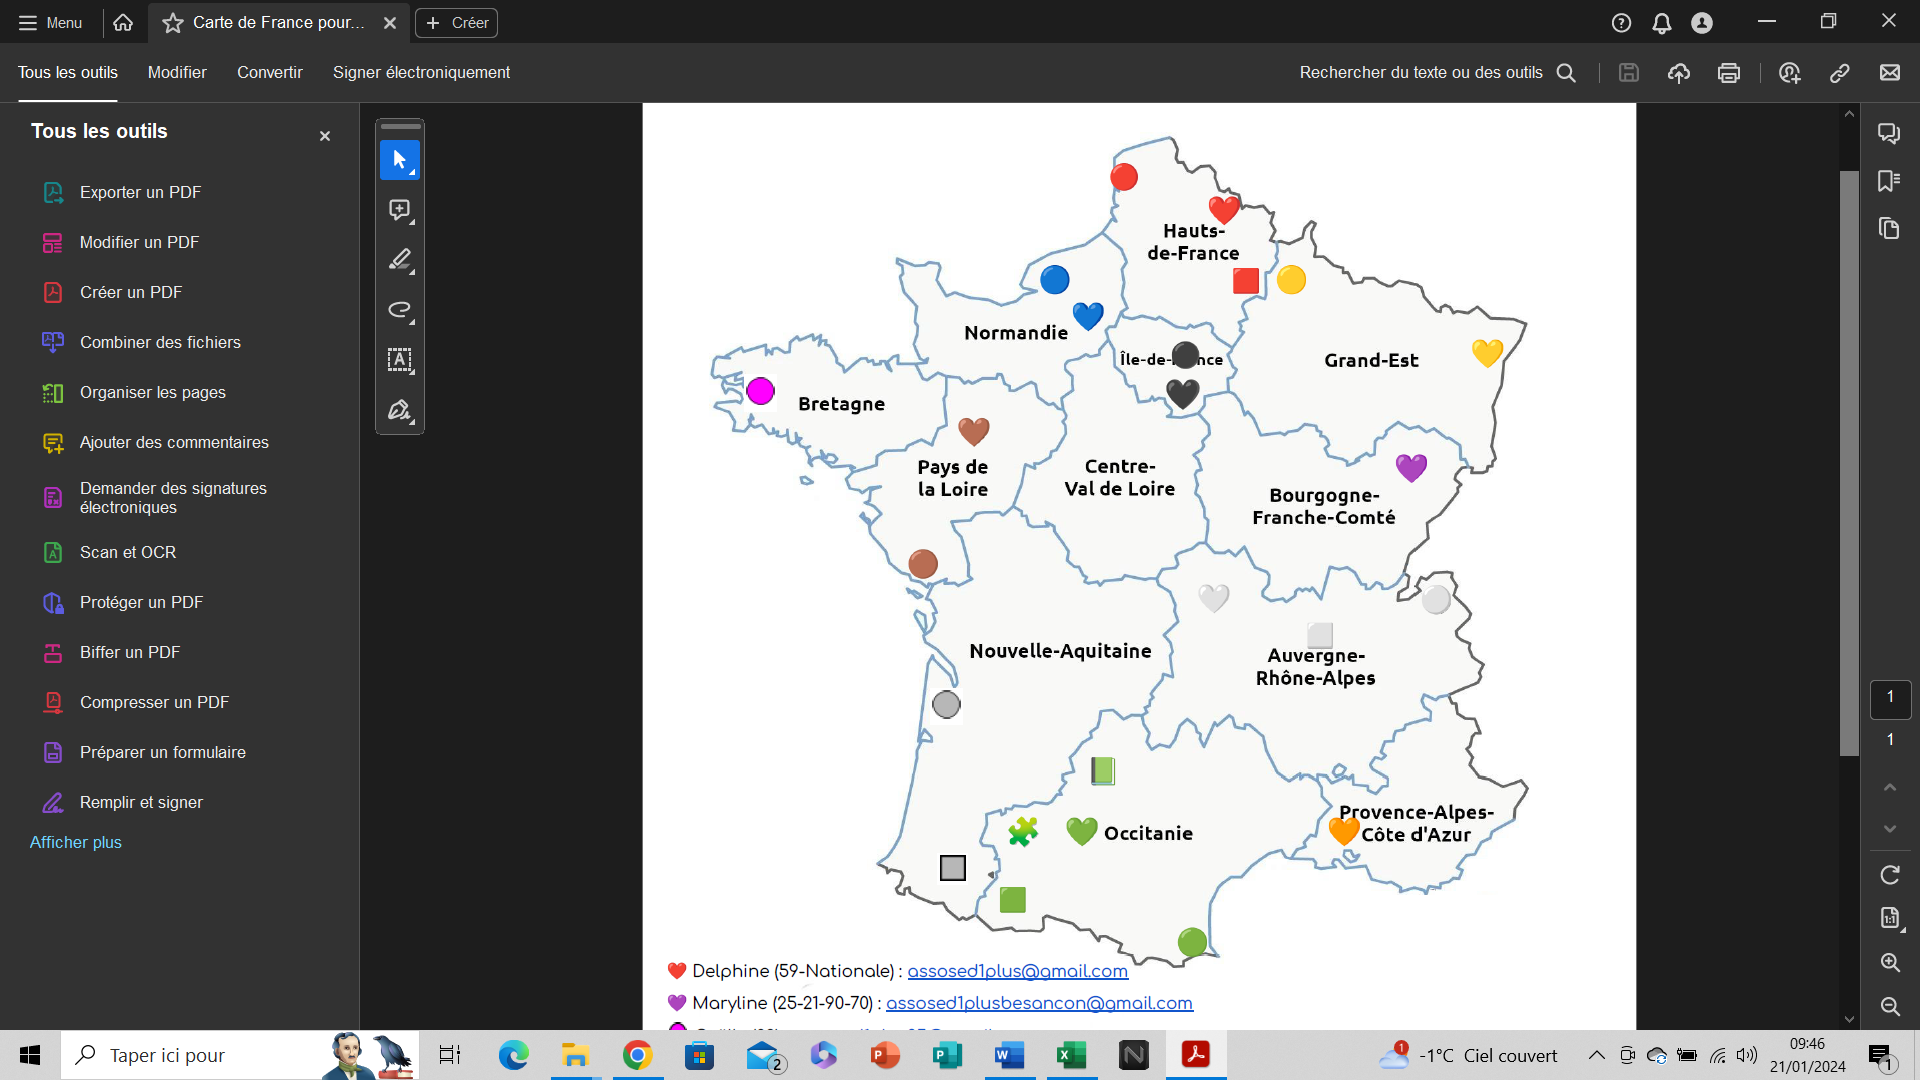 Menu
Carte de France pour...
Créer
Tous les outils
Modifier
Convertir
Signer électroniquement
Rechercher du texte ou des outils
Tous les outils
Exporter un PDF
Modifier un PDF
Créer un PDF
Combiner des fichiers
Organiser les pages
Ajouter des commentaires
Demander des signatures
électroniques
Scan et OCR
Protéger un PDF
Biffer un PDF
Compresser un PDF
Préparer un formulaire
Remplir et signer
Afficher plus
Hauts-
de-France
Normandie
Grand-Est
Bretagne
Pays de
la Loire
Centre-
Val de Loire
Bourgogne-
Franche-Comté
Nouvelle-Aquitaine
Auvergne-
Rhône-Alpes
Occitanie
Provence-Alpes-
Côte d'Azur
Delphine (59-Nationale) : assosed1plus@gmail.com
Maryline (25-21-90-70) : assosed1plusbesancon@gmail.com
1
1
Taper ici pour
2
1
-1°C Ciel couvert
09:46
21/01/2024
1